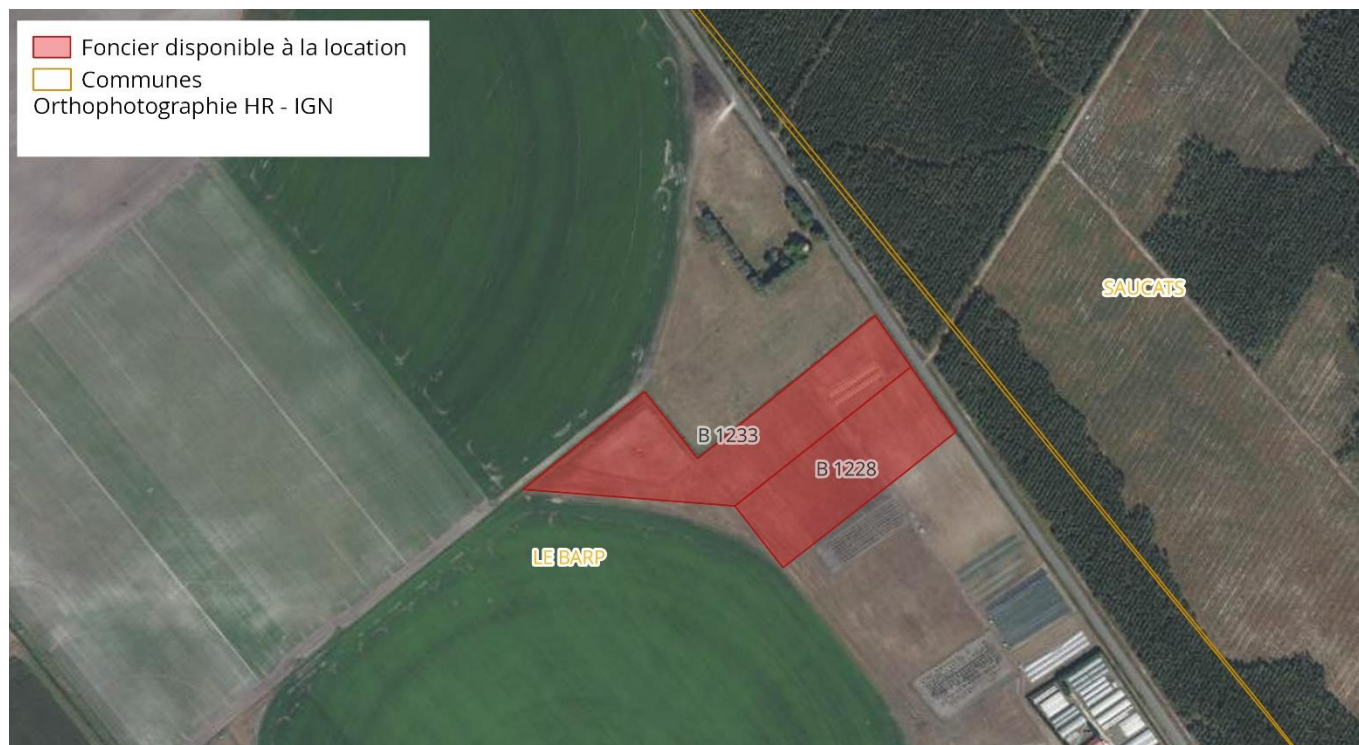 Foncier disponible à la location
Communes
Orthophotographie HR - IGN
SAUCATS
B 1233
B 1228
LE BARP